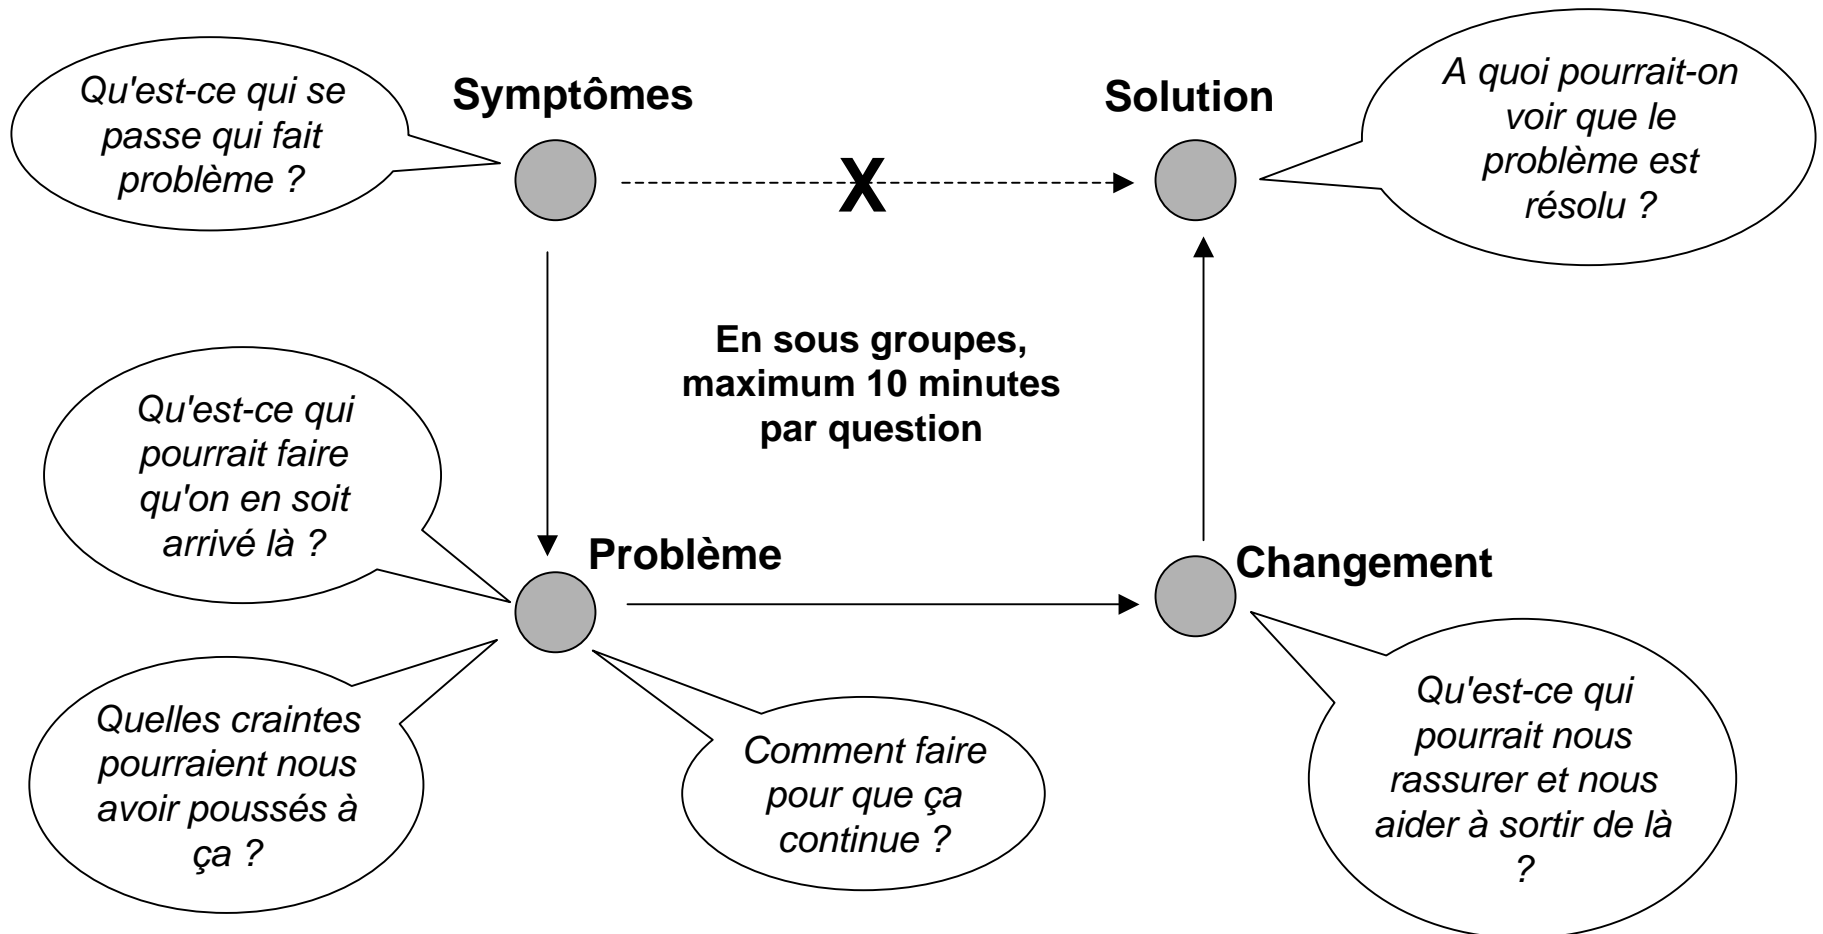 Qu'est-ce qui se
passe qui fait
problème ?
Symptômes
Solution
A quoi pourrait-on
voir que le
problème est
résolu ?
X
En sous groupes,
maximum 10 minutes
par question
Qu'est-ce qui
pourrait faire
qu'on en soit
arrivé là ?
Problème
Changement
Quelles craintes
pourraient nous
avoir poussés à
ça ?
Comment faire
pour que ça
continue ?
Qu'est-ce qui
pourrait nous
rassurer et nous
aider à sortir de là
?